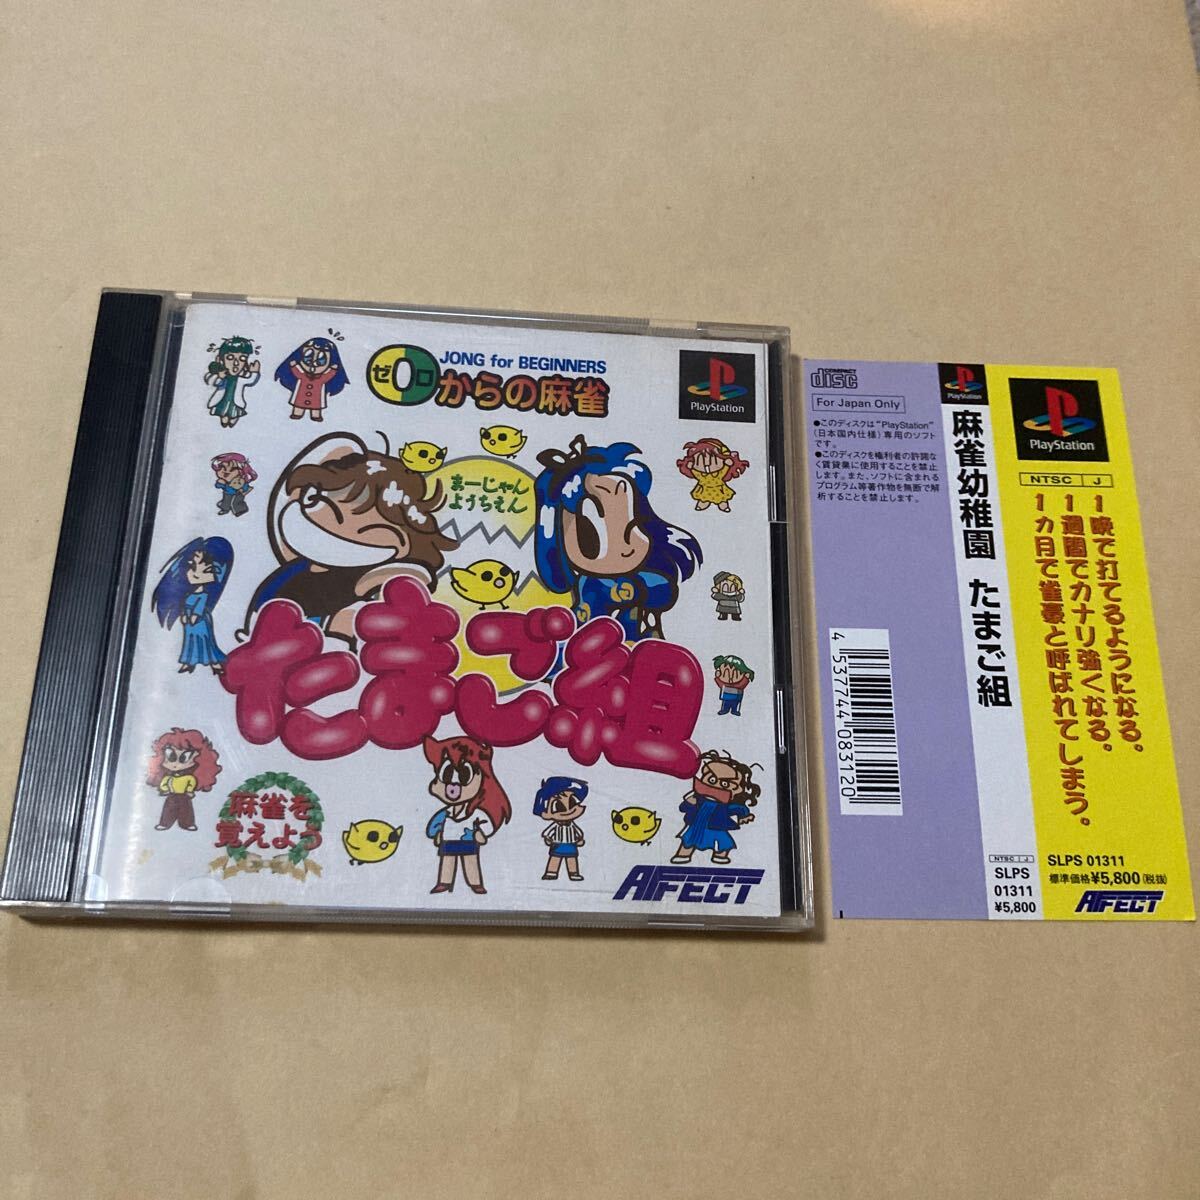 JONG for BEGINNERS
ゼロ
からの麻雀
PlayStation
まーじゃん
ようちえん
たまご組
麻雀を
覚えよう
AFFECT
COMPACT
disc
For Japan Only
●このディスクは“PlayStation”
(日本国内仕様)専用のソフト
です。
●このディスクを権利者の許諾な
く賃貸業に使用することを禁止
します。また、ソフトに含まれる
プログラム等著作物を無断で解
析することを禁止します。
4 537744 083120
麻雀幼稚園 たまご組
NTSC J
SLPS
01311
¥5,800
PlayStation
NTSC J
1晩で打てるようになる。
1週間でカナリ強くなる。
1ヵ月で雀豪と呼ばれてしまう。
SLPS 01311
標準価格¥5,800(税抜)
AFFECT